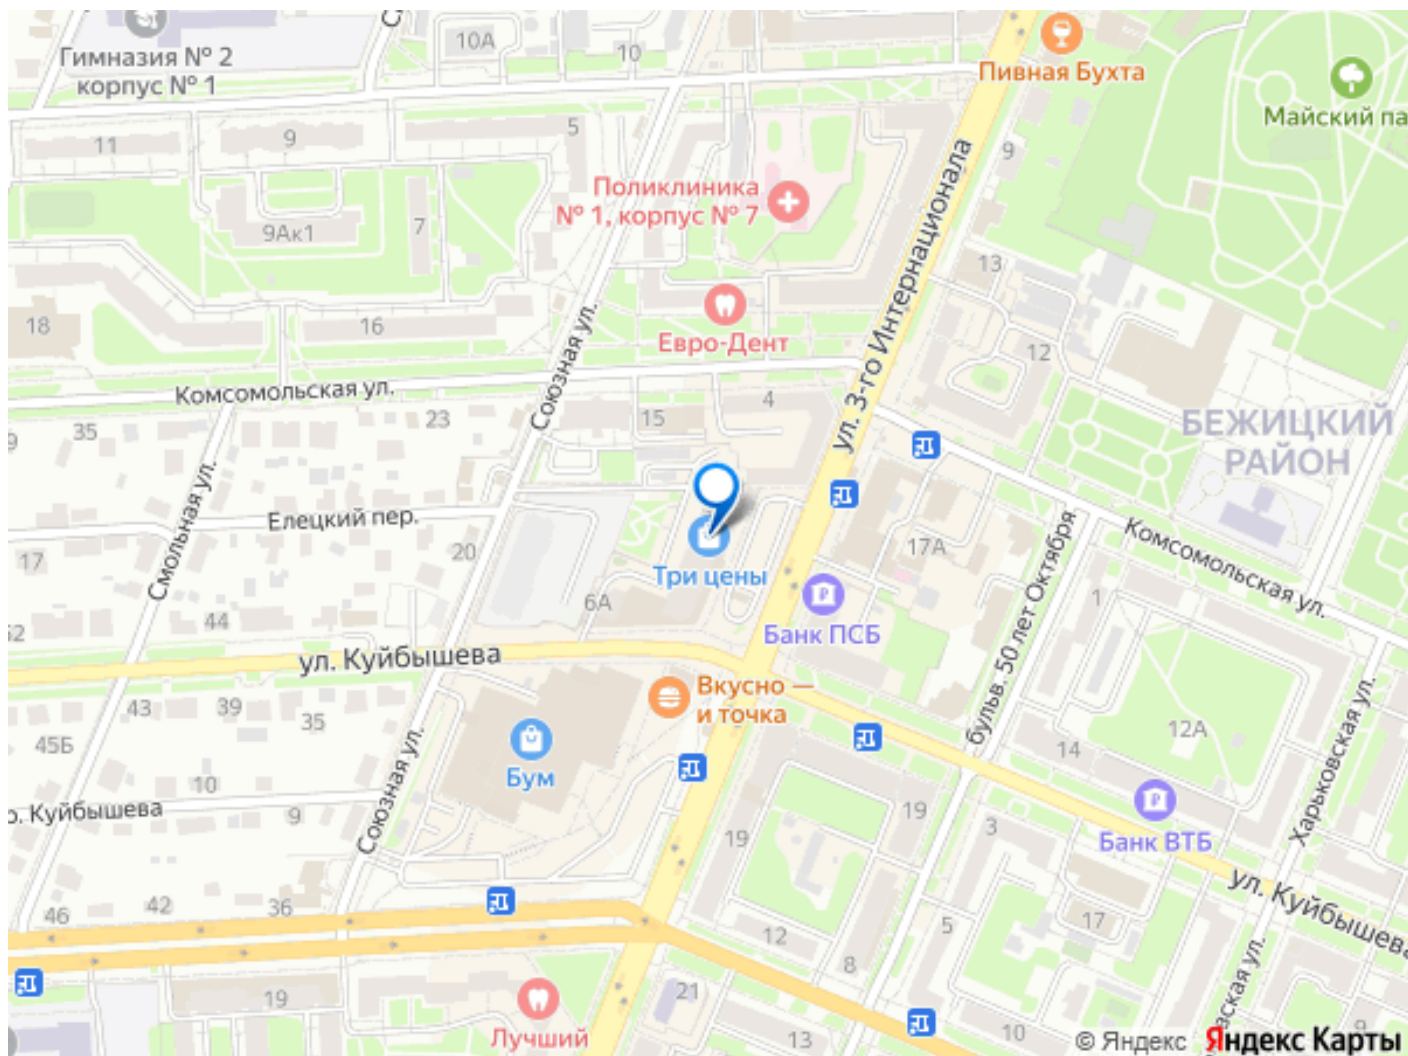 Гимназия № 2
корпус № 1
10А
10
Пивная Бухта
Майский па
11
9
5
9
Поликлиника
№ 1, корпус № 7
7
9Ак1
13
ул. 3-го Интернационала
18
16
Евро-Дент
12
Союзная ул.
Комсомольская ул.
23
15
4
35
БЕЖИЦКИЙ
РАЙОН
Смольная ул.
Елецкий пер.
17
20
17А
Комсомольская ул.
Три цены
6А
44
Банк ПСБ
1
бульв. 50 лет Октября
ул. Куйбышева
Вкусно —
и точка
43
39
35
45Б
14
12А
Харьковская ул.
Бум
10
9
Союзная ул.
о. Куйбышева
19
19
3
Банк ВТБ
ул. Куйбышева
46
42
36
12
5
17
8
19
21
Лучший
13
10
9
вская ул.
© Яндекс Яндекс Карты